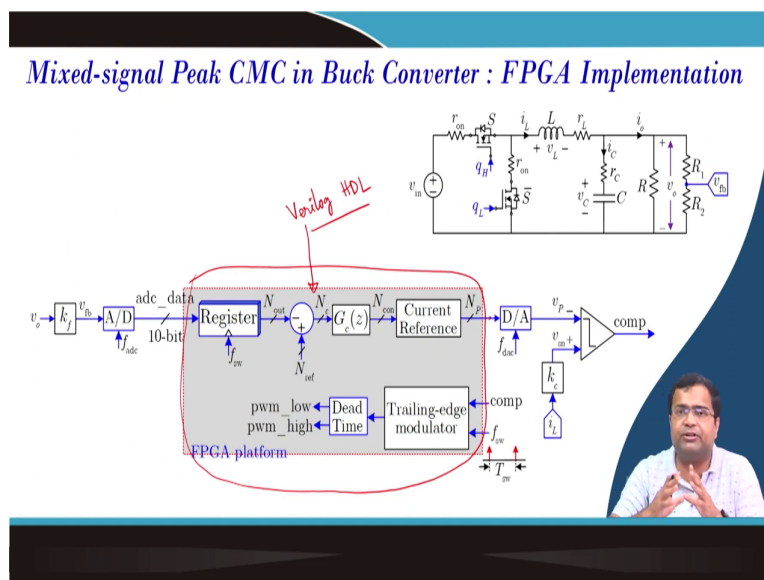 Mixed-signal Peak CMC in Buck Converter : FPGA Implementation
r_on S i_L L r_L i_o
+ v_L −
i_C
q_H r_on r_C + R_1
v_in + − + v_C − C R v_o v_fb
q_L S̄ − R_2
Verilog HDL
v_o k_f v_fb A/D adc_data 10-bit Register N_out − + N_e G_c(z) N_con Current Reference N_P D/A v_p − comp
f_adc f_sw N_ref f_dac v_cn +
k_c
i_L
pwm_low Dead Time Trailing-edge modulator comp
pwm_high f_sw
FPGA platform
T_sw